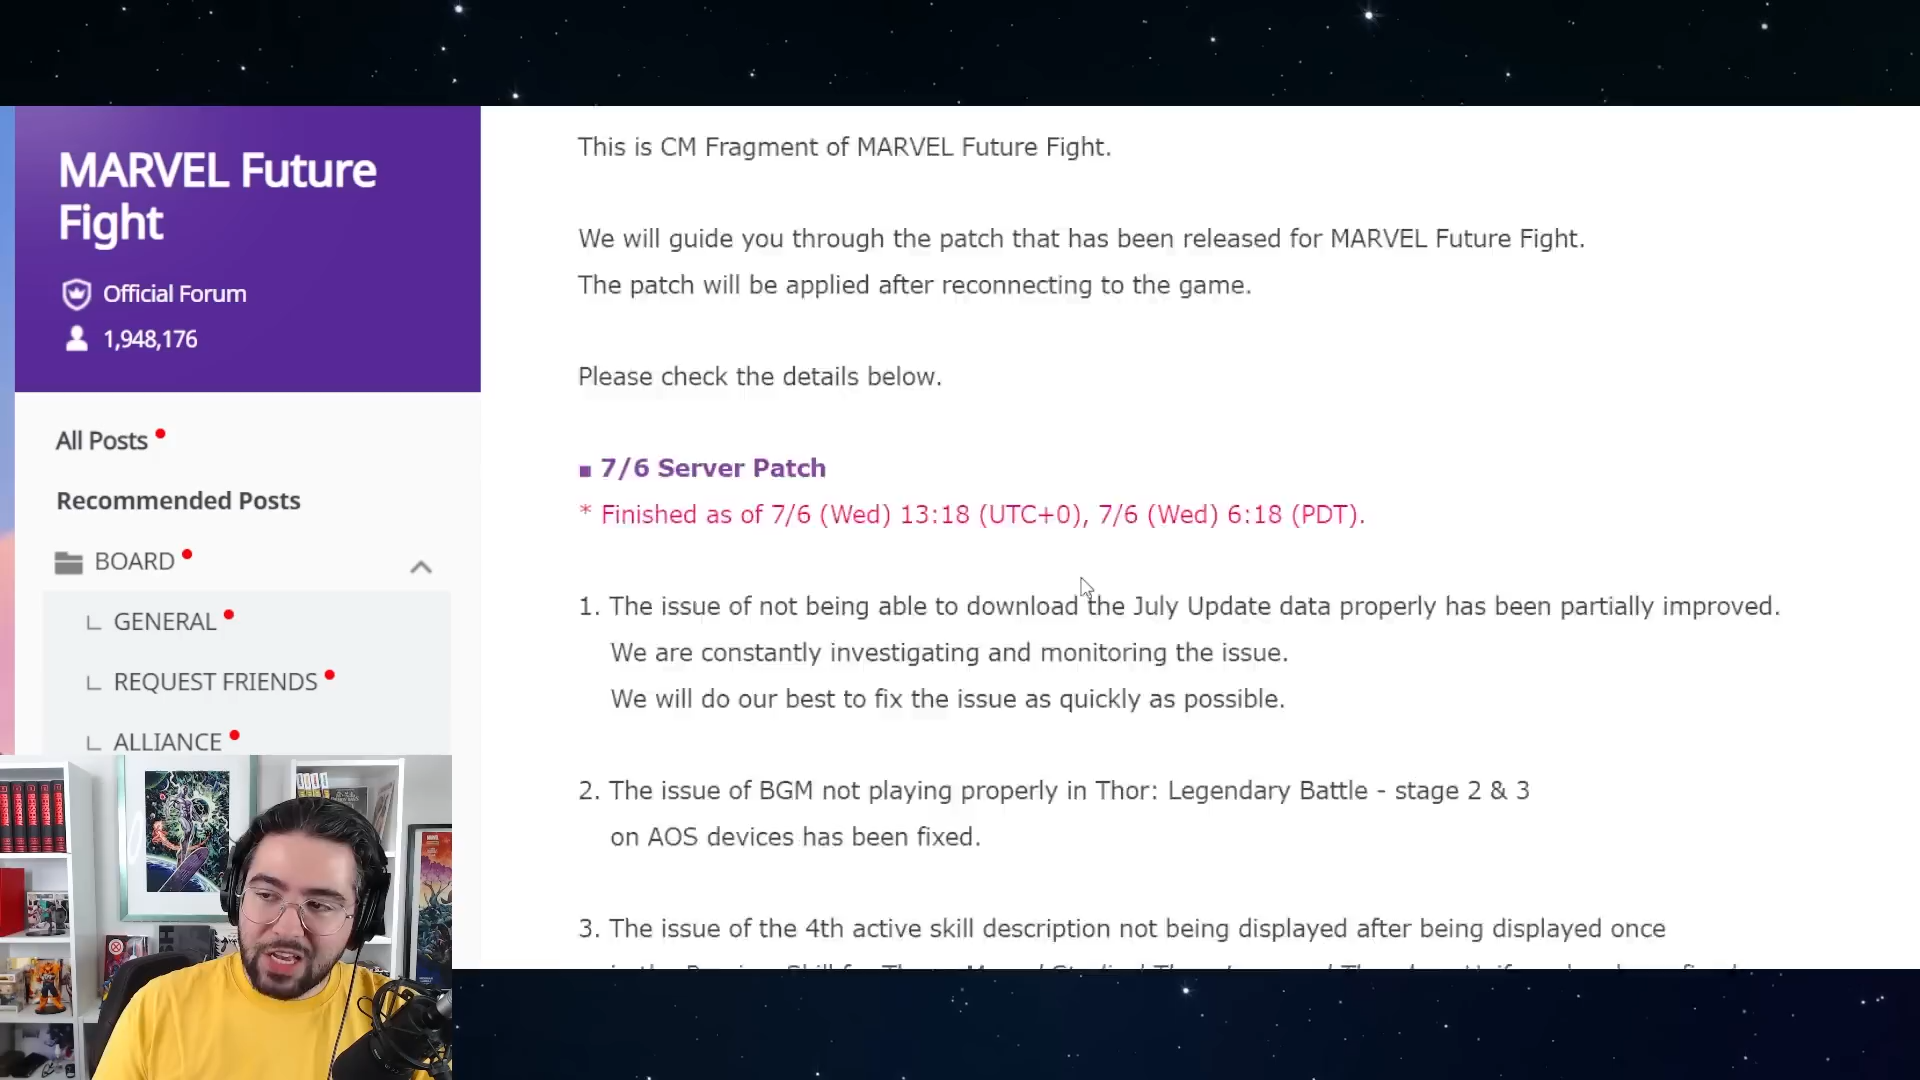 MARVEL Future
Fight
Official Forum
1,948,176
All Posts
Recommended Posts
BOARD
GENERAL
REQUEST FRIENDS
ALLIANCE
This is CM Fragment of MARVEL Future Fight.
We will guide you through the patch that has been released for MARVEL Future Fight.
The patch will be applied after reconnecting to the game.
Please check the details below.
■ 7/6 Server Patch
* Finished as of 7/6 (Wed) 13:18 (UTC+0), 7/6 (Wed) 6:18 (PDT).
1. The issue of not being able to download the July Update data properly has been partially improved.
We are constantly investigating and monitoring the issue.
We will do our best to fix the issue as quickly as possible.
2. The issue of BGM not playing properly in Thor: Legendary Battle - stage 2 & 3
on AOS devices has been fixed.
3. The issue of the 4th active skill description not being displayed after being displayed once